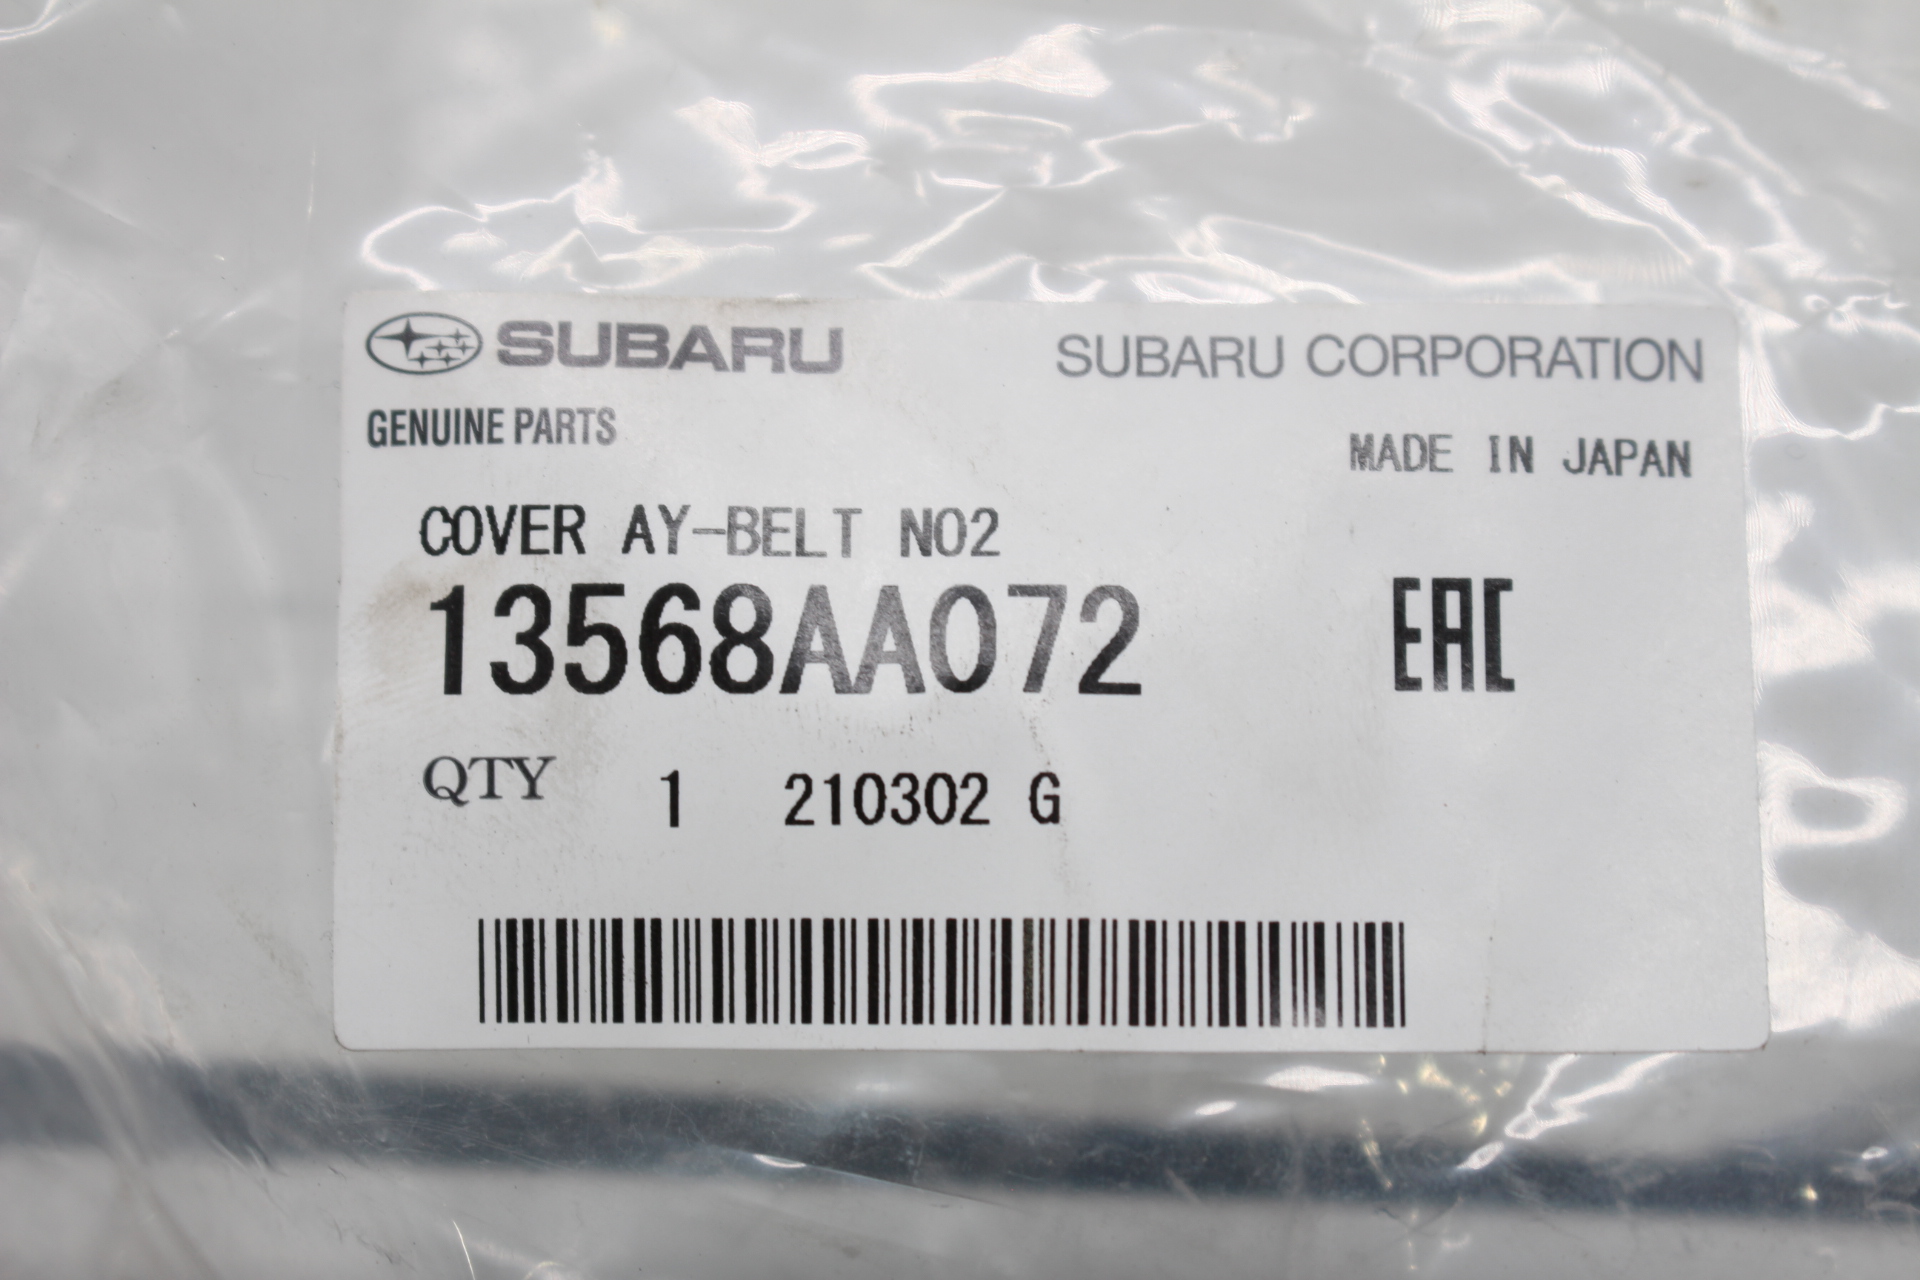 SUBARU SUBARU CORPORATION
GENUINE PARTS
MADE IN JAPAN
COVER AY-BELT NO2
13568AA072
EAC
QTY 1 210302 G